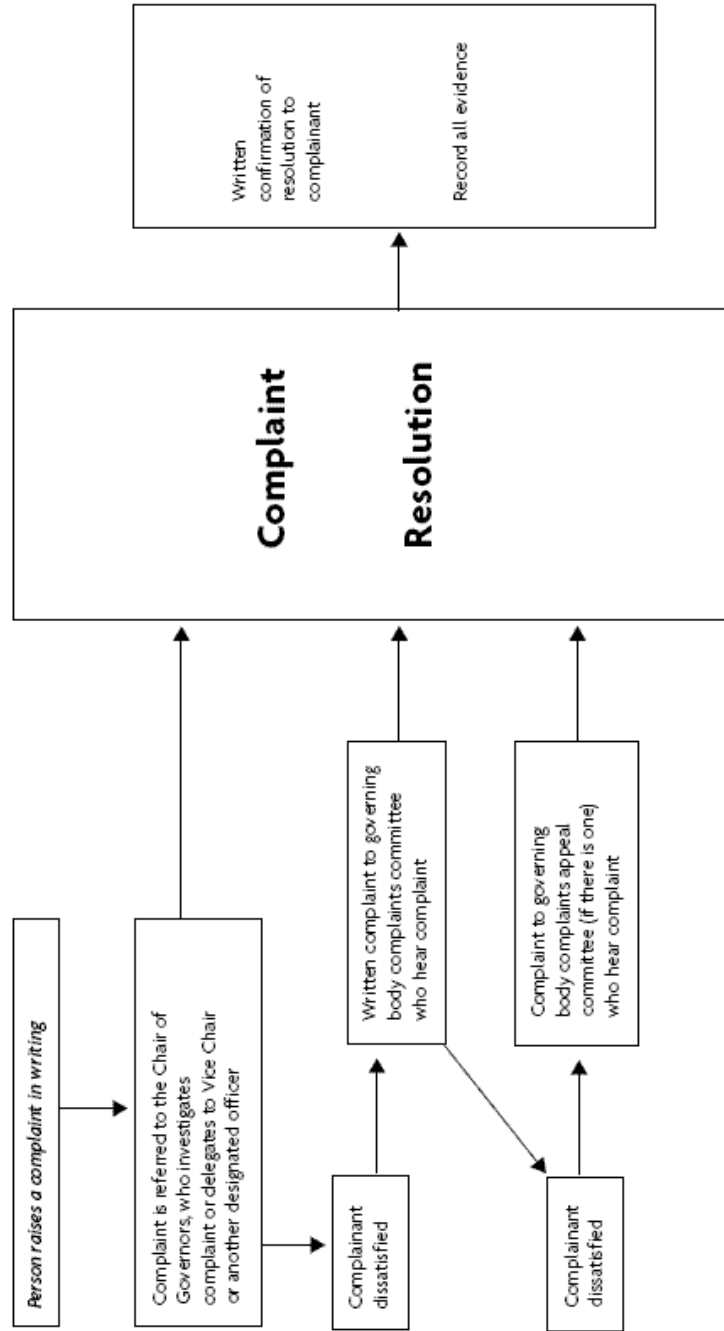 Person raises a complaint in writing
Complaint is referred to the Chair of
Governors, who investigates
complaint or delegates to Vice Chair
or another designated officer
Complainant
dissatisfied
Written complaint to governing
body complaints committee
who hear complaint
Complainant
dissatisfied
Complaint to governing
body complaints appeal
committee (if there is one)
who hear complaint
Complaint
Resolution
Written
confirmation of
resolution to
complainant
Record all evidence